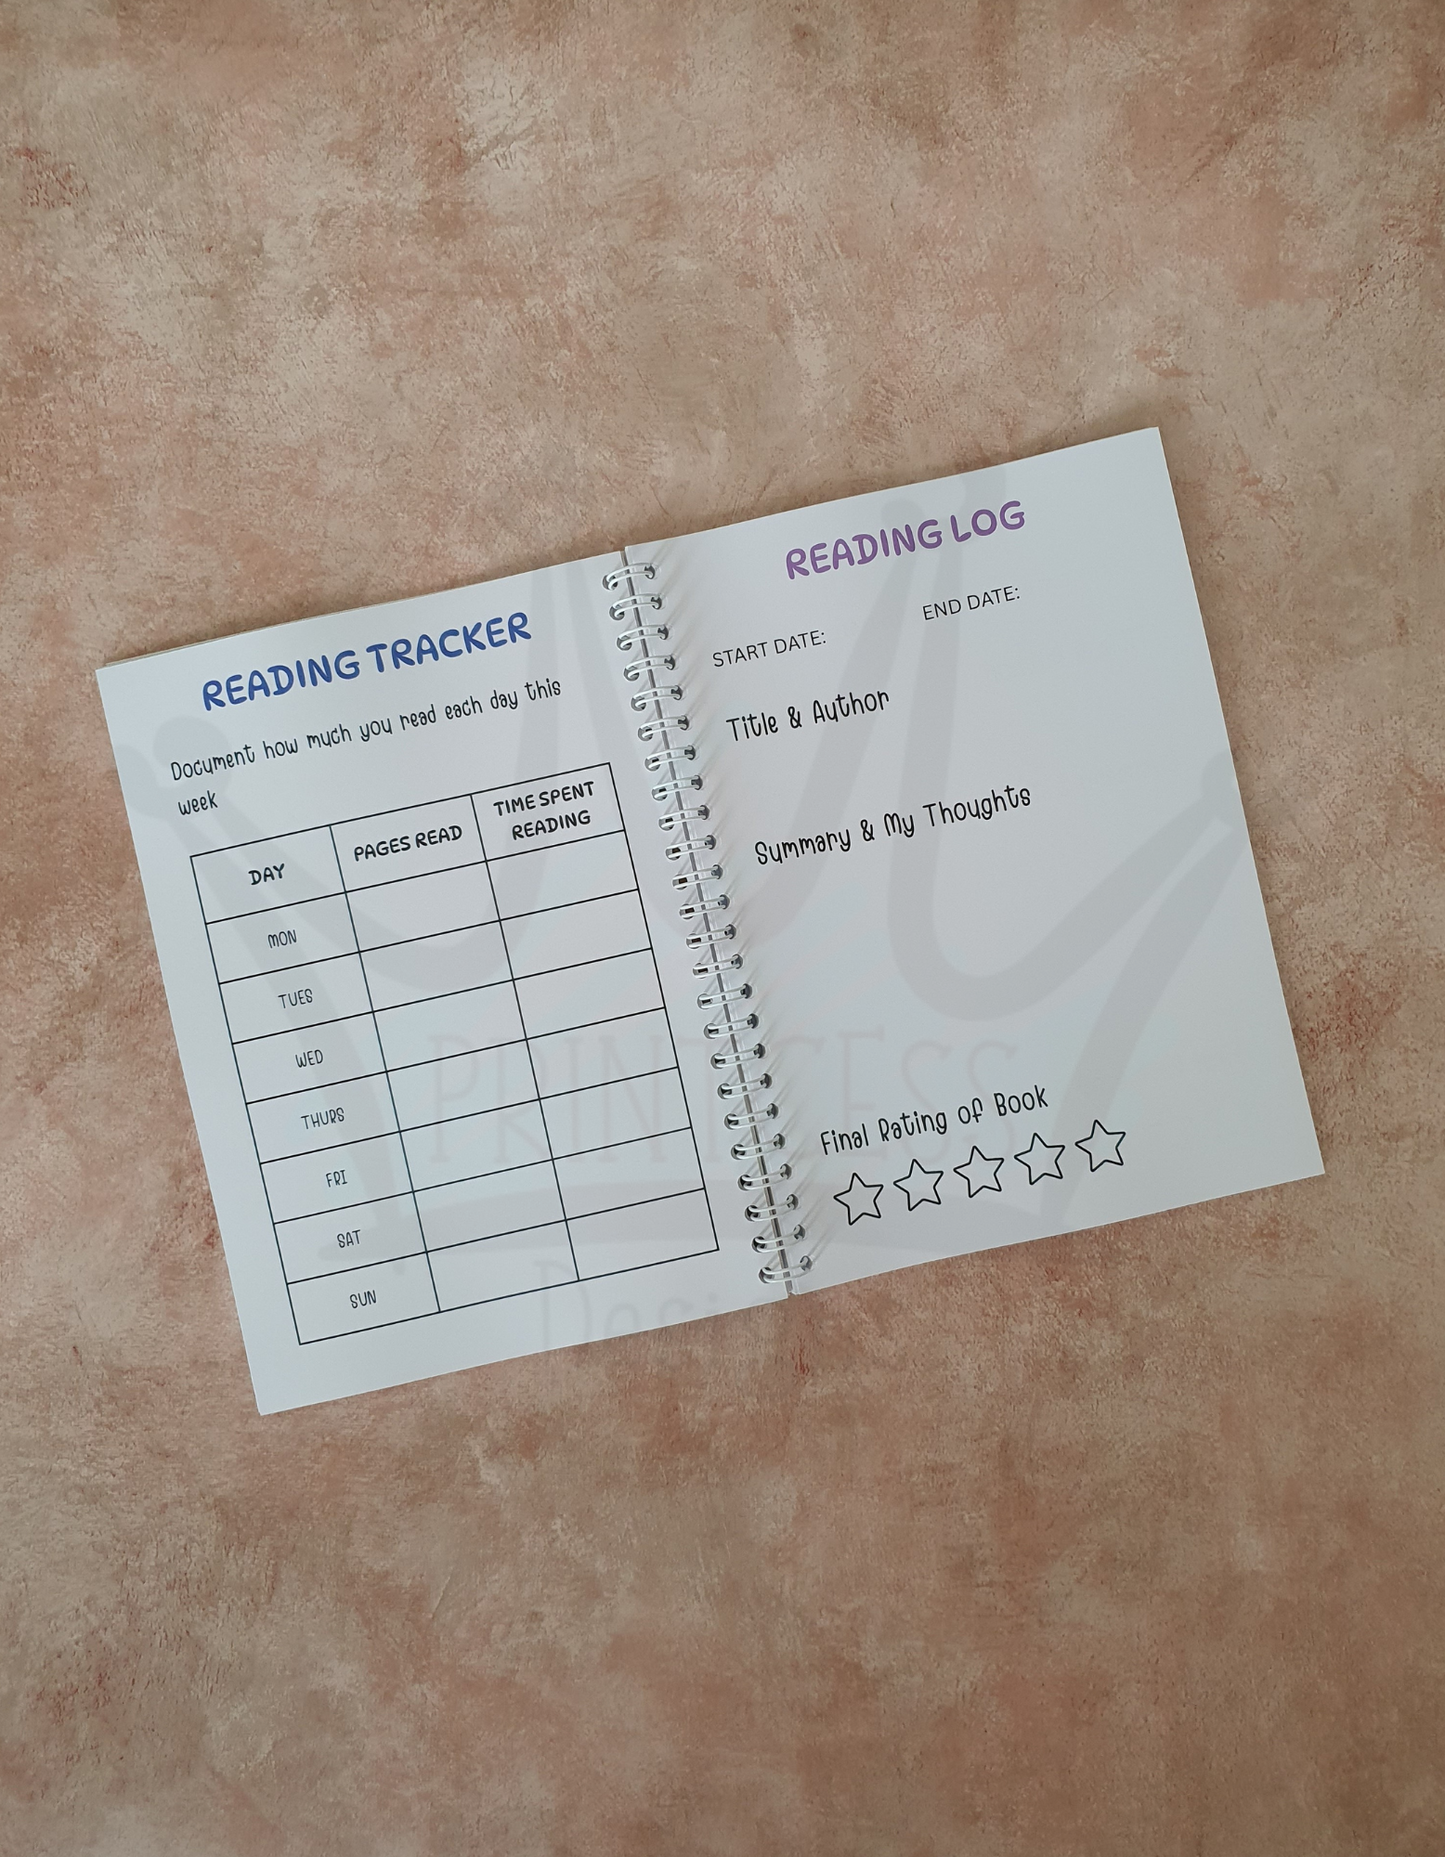 READING TRACKER
Document how much you read each day this
week
DAY PAGES READ TIME SPENT
READING
MON
TUES
WED
THURS
FRI
SAT
SUN
READING LOG
START DATE: END DATE:
Title & Author
Summary & My Thoughts
Final Rating of Book
PRINTCESS